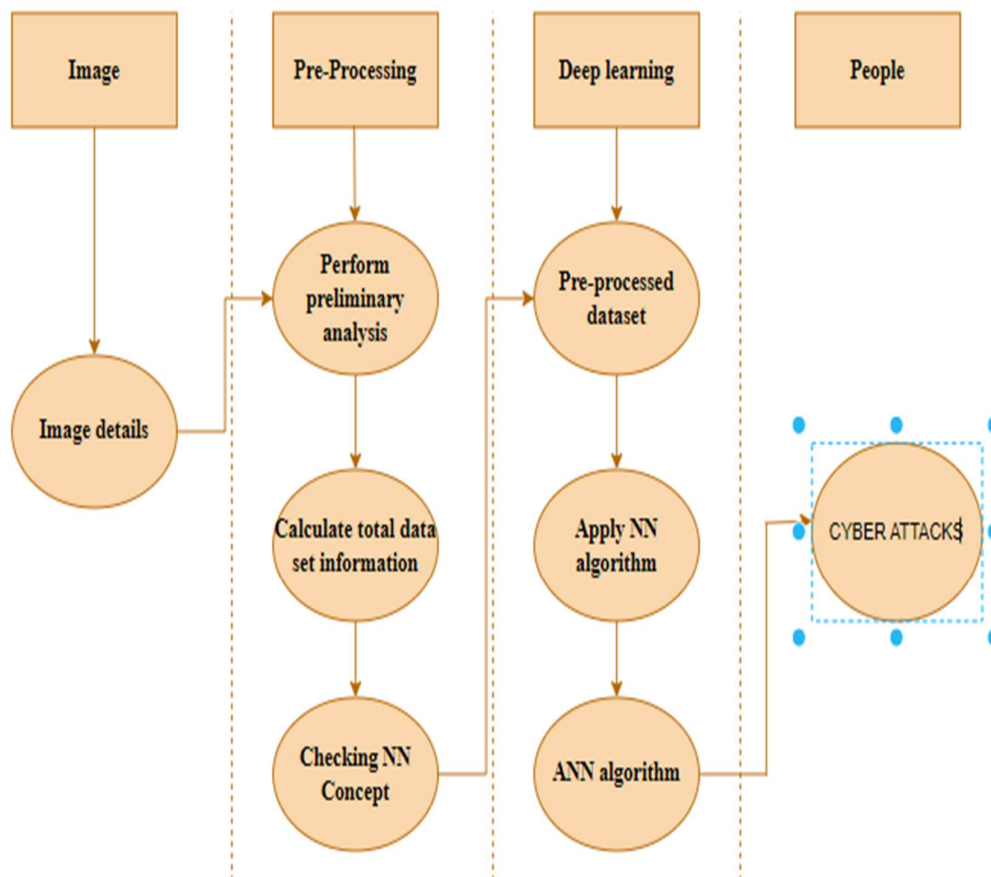 Image
Pre-Processing
Deep learning
People
Image details
Perform
preliminary
analysis
Calculate total data
set information
Checking NN
Concept
Pre-processed
dataset
Apply NN
algorithm
ANN algorithm
CYBER ATTACKS